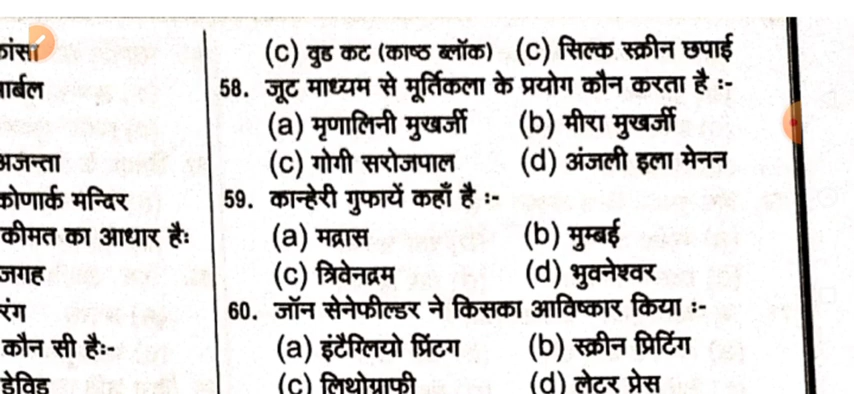 कांसा
मार्बल
अजन्ता
कोणार्क मन्दिर
कीमत का आधार हैः
जगह
रंग
कौन सी हैः-
डेविड
(C) वुड कट (काष्ठ ब्लॉक) (C) सिल्क स्क्रीन छपाई
58. जूट माध्यम से मूर्तिकला के प्रयोग कौन करता है :-
(a) मृणालिनी मुखर्जी (b) मीरा मुखर्जी
(C) गोगी सरोजपाल (d) अंजली इला मेनन
59. कान्हेरी गुफायें कहाँ है :-
(a) मद्रास (b) मुम्बई
(C) त्रिवेनद्रम (d) भुवनेश्वर
60. जॉन सेनेफील्डर ने किसका आविष्कार किया :-
(a) इंटैग्लियो प्रिंटग (b) स्क्रीन प्रिटिंग
(C) लिथोग्राफी (d) लेटर प्रेस